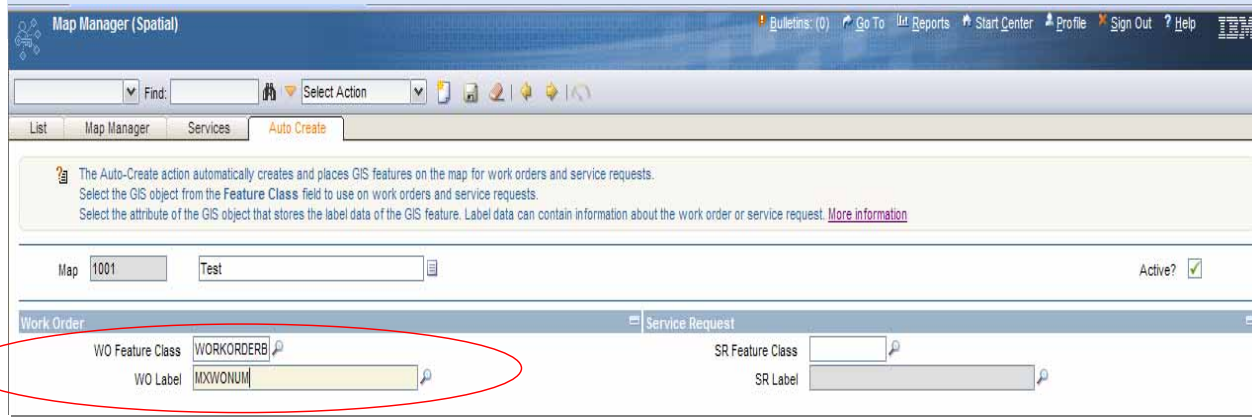 Map Manager (Spatial) Bulletins: (0) Go To Reports Start Center Profile Sign Out ? Help IBM
Find: Select Action
List Map Manager Services Auto Create
The Auto-Create action automatically creates and places GIS features on the map for work orders and service requests.
Select the GIS object from the Feature Class field to use on work orders and service requests.
Select the attribute of the GIS object that stores the label data of the GIS feature. Label data can contain information about the work order or service request. More information
Map 1001 Test Active?
Work Order Service Request
WO Feature Class WORKORDERB SR Feature Class
WO Label MXWONUM SR Label